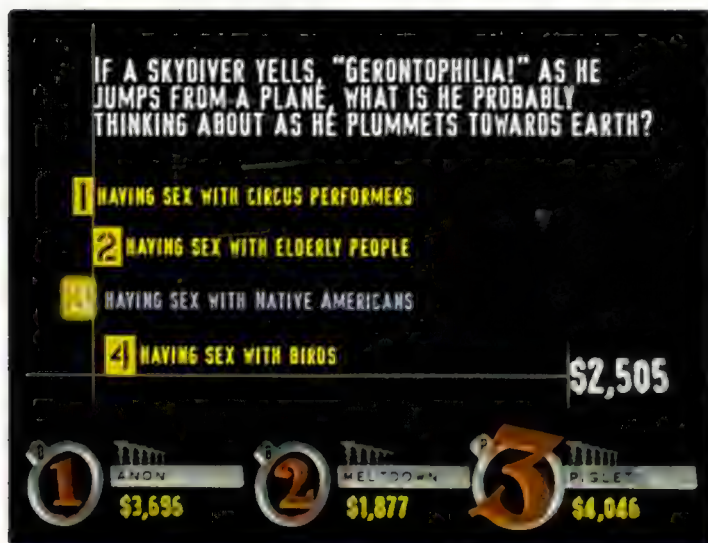 IF A SKYDIVER YELLS, "GERONTOPHILIA!" AS HE
JUMPS FROM A PLANE, WHAT IS HE PROBABLY
THINKING ABOUT AS HE PLUMMETS TOWARDS EARTH?
1 HAVING SEX WITH CIRCUS PERFORMERS
2 HAVING SEX WITH ELDERLY PEOPLE
HAVING SEX WITH NATIVE AMERICANS
4 HAVING SEX WITH BIRDS
$2,505
1 ANON $3,695
B 2 MELTDOWN $1,877
P 3 PIGLET $4,046